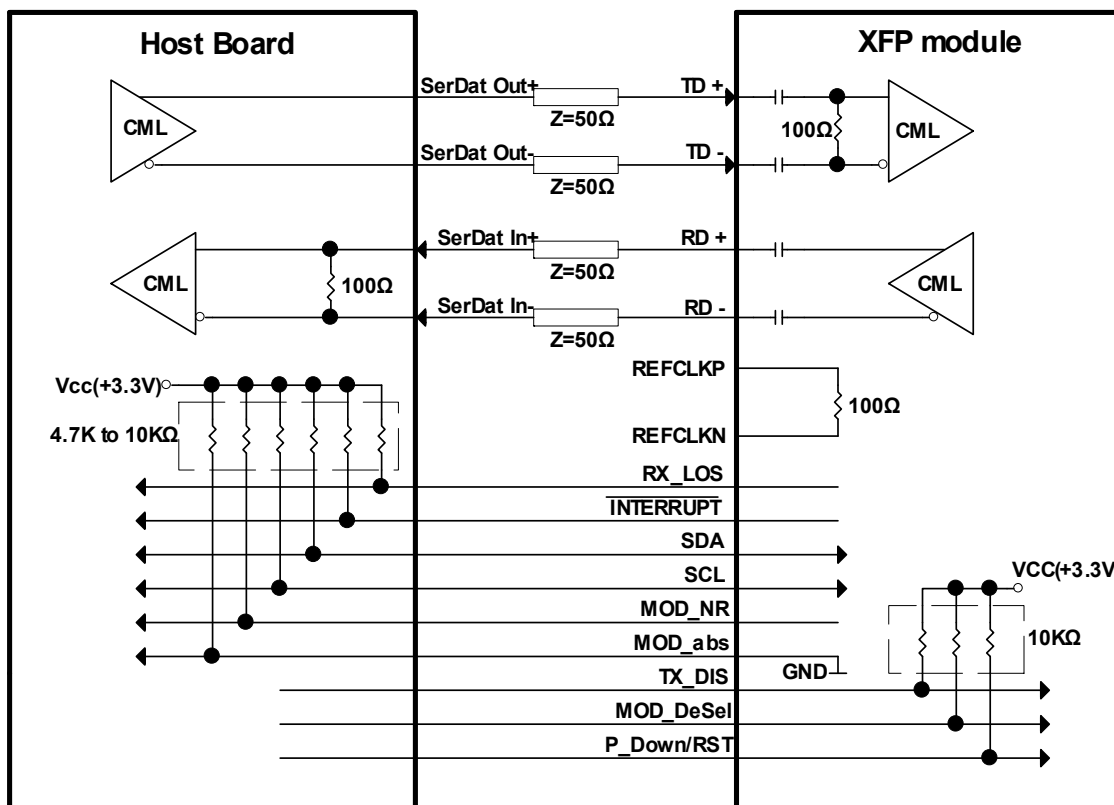 Host Board
XFP module
SerDat Out+
TD +
CML
Z=50Ω
100Ω
CML
SerDat Out-
TD -
Z=50Ω
SerDat In+
RD +
CML
100Ω
Z=50Ω
CML
SerDat In-
RD -
Z=50Ω
REFCLKP
Vcc(+3.3V)
100Ω
4.7K to 10KΩ
REFCLKN
RX_LOS
INTERRUPT
SDA
SCL
VCC(+3.3V
MOD_NR
10KΩ
MOD_abs
GND
TX_DIS
MOD_DeSel
P_Down/RST